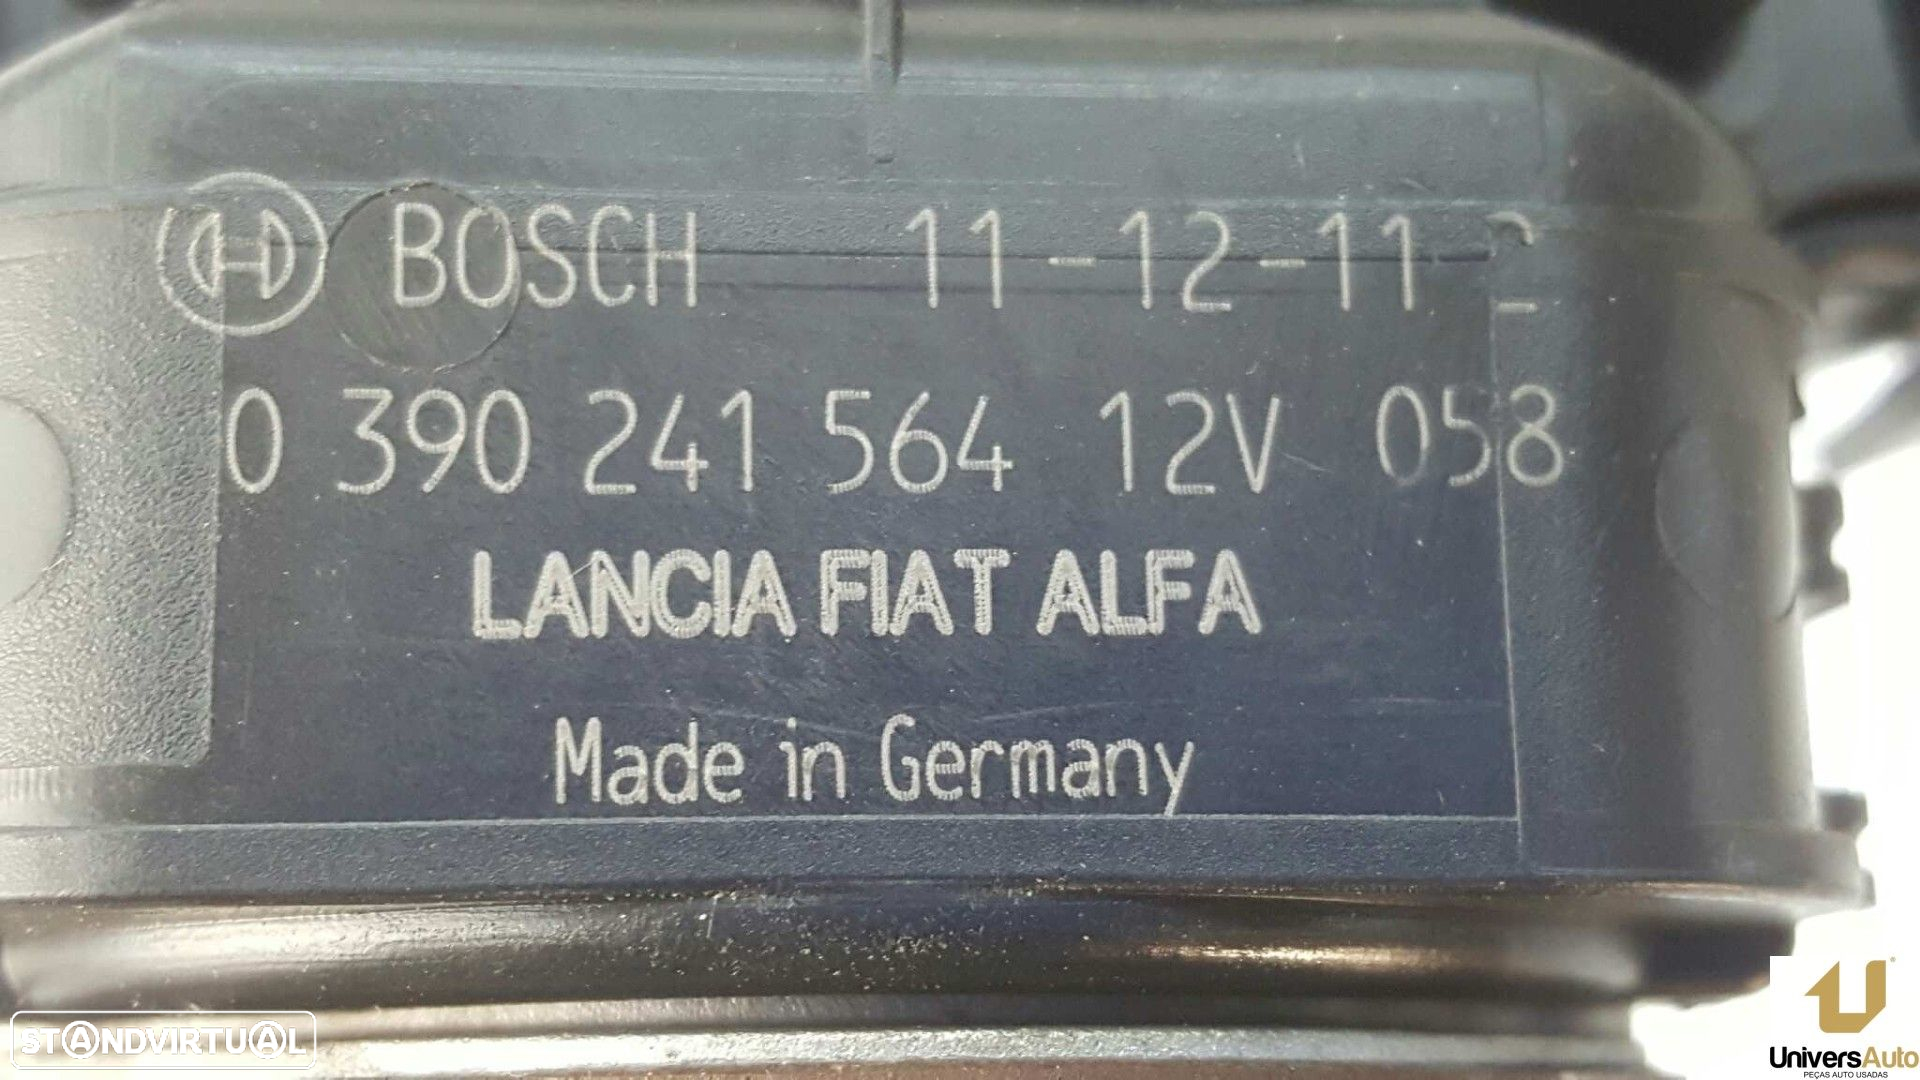 BOSCH 11-12-11 2
0 390 241 564 12V 058
LANCIA FIAT ALFA
Made in Germany
STANDVIRTUAL
UniversAuto
PEÇAS AUTO USADAS